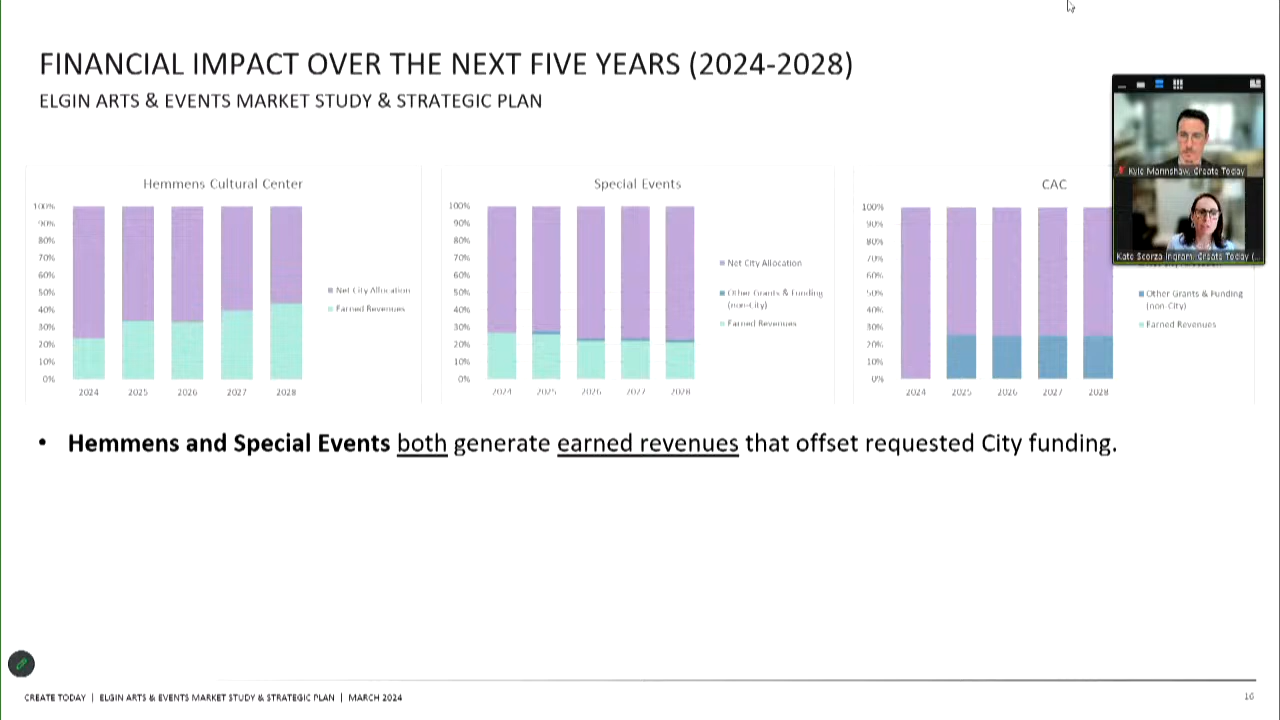 FINANCIAL IMPACT OVER THE NEXT FIVE YEARS (2024-2028)
ELGIN ARTS & EVENTS MARKET STUDY & STRATEGIC PLAN
Hemmens Cultural Center
100%
90%
80%
70%
60%
50%
40%
30%
20%
10%
0%
2024 2025 2026 2027 2028
Net City Allocation
Earned Revenues
Special Events
100%
90%
80%
70%
60%
50%
40%
30%
20%
10%
0%
2024 2025 2026 2027 2028
Net City Allocation
Other Grants & Funding
(non-City)
Earned Revenues
CAC
100%
90%
80%
70%
60%
50%
40%
30%
20%
10%
0%
2024 2025 2026 2027 2028
Other Grants & Funding
(non-City)
Earned Revenues
Kyle Mannshaw, Create Today
Kate Scorza Ingram, Create Today (...
• Hemmens and Special Events both generate earned revenues that offset requested City funding.
CREATE TODAY | ELGIN ARTS & EVENTS MARKET STUDY & STRATEGIC PLAN | MARCH 2024
16